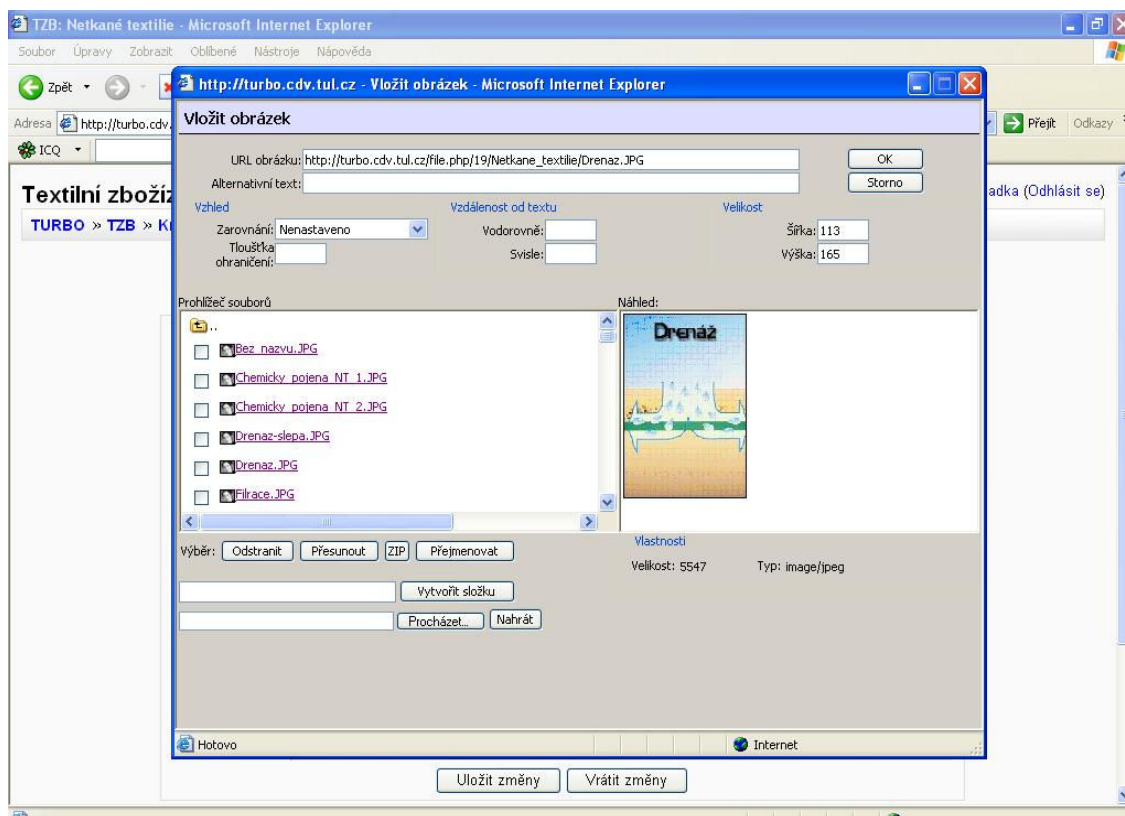 TZB: Netkané textilie - Microsoft Internet Explorer
Soubor Úpravy Zobrazit Oblíbené Nástroje Nápověda
Zpět
Adresa http://turbo.cdv. Přejít Odkazy
ICQ
Textilní zbožíz adka (Odhlásit se)
TURBO » TZB » K
http://turbo.cdv.tul.cz - Vložit obrázek - Microsoft Internet Explorer
Vložit obrázek
URL obrázku: http://turbo.cdv.tul.cz/file.php/19/Netkane_textilie/Drenaz.JPG OK
Alternativní text: Storno
Vzhled Vzdálenost od textu Velikost
Zarovnání: Nenastaveno Vodorovně: Šířka: 113
Tloušťka
ohraničení: Svisle: Výška: 165
Prohlížeč souborů Náhled:
..
Bez_nazvu.JPG
Chemicky_pojena_NT_1.JPG
Chemicky_pojena_NT_2.JPG
Drenaz-slepa.JPG
Drenaz.JPG
Filrace.JPG
Drenáž
Výběr: Odstranit Přesunout ZIP Přejmenovat
Vlastnosti
Velikost: 5547 Typ: image/jpeg
Vytvořit složku
Procházet... Nahrát
Hotovo Internet
Uložit změny Vrátit změny